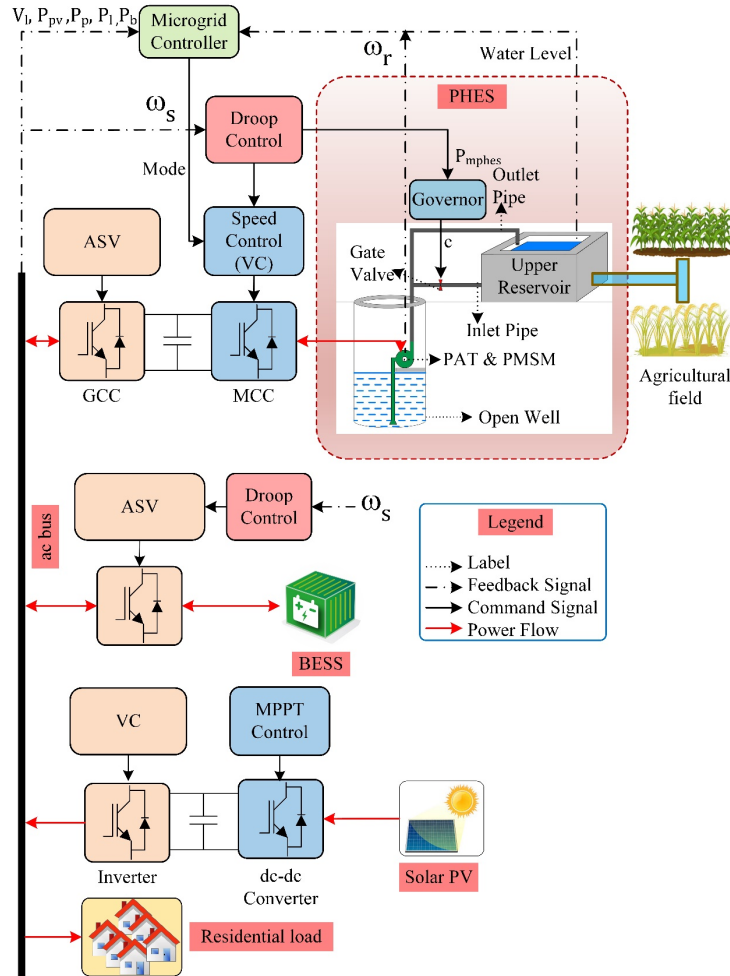 V_l, P_pv ,P_p, P_l ,P_b
Microgrid
Controller
ω_r
Water Level
PHES
ω_s
Droop
Control
Mode
P_mphes
Outlet
Pipe
Governor
ASV
Speed
Control
(VC)
c
Gate
Valve
Upper
Reservoir
Inlet Pipe
GCC
MCC
PAT & PMSM
Open Well
Agricultural
field
ac bus
ASV
Droop
Control
ω_s
BESS
Legend
Label
Feedback Signal
Command Signal
Power Flow
VC
MPPT
Control
Inverter
dc-dc
Converter
Solar PV
Residential load